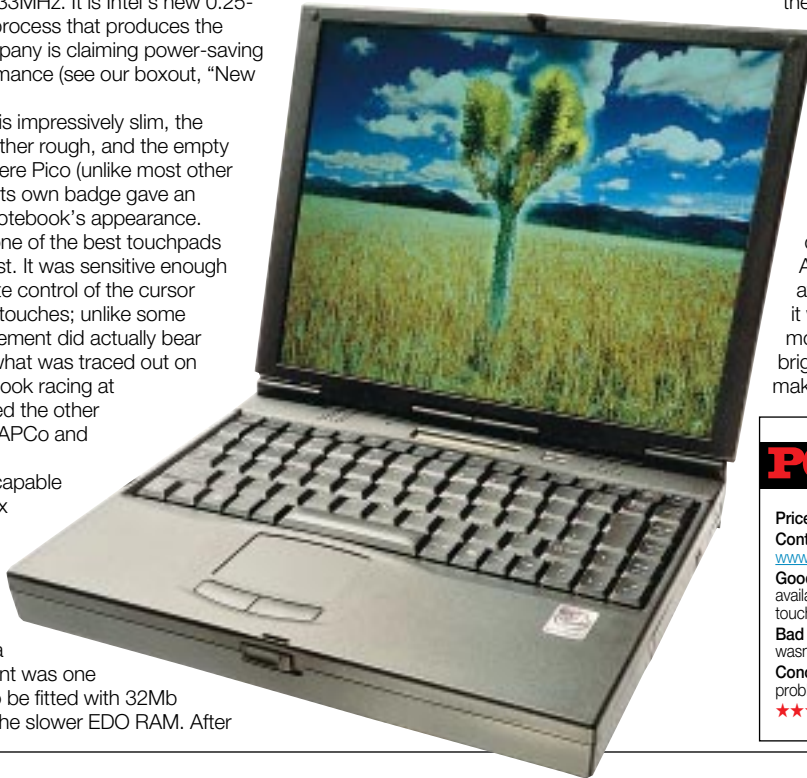 33MHz. It is Intel's new 0.25-
process that produces the
pany is claiming power-saving
mance (see our boxout, "New
is impressively slim, the
ther rough, and the empty
ere Pico (unlike most other
ts own badge gave an
otebook's appearance.
one of the best touchpads
st. It was sensitive enough
te control of the cursor
touches; unlike some
ement did actually bear
what was traced out on
ook racing at
ed the other
APCo and
capable
x
a
nt was one
o be fitted with 32Mb
he slower EDO RAM. After
the
A
a
it
mo
brig
mak
Price
Cont
www
Good
availa
touch
Bad
wasn
Conc
prob
★★